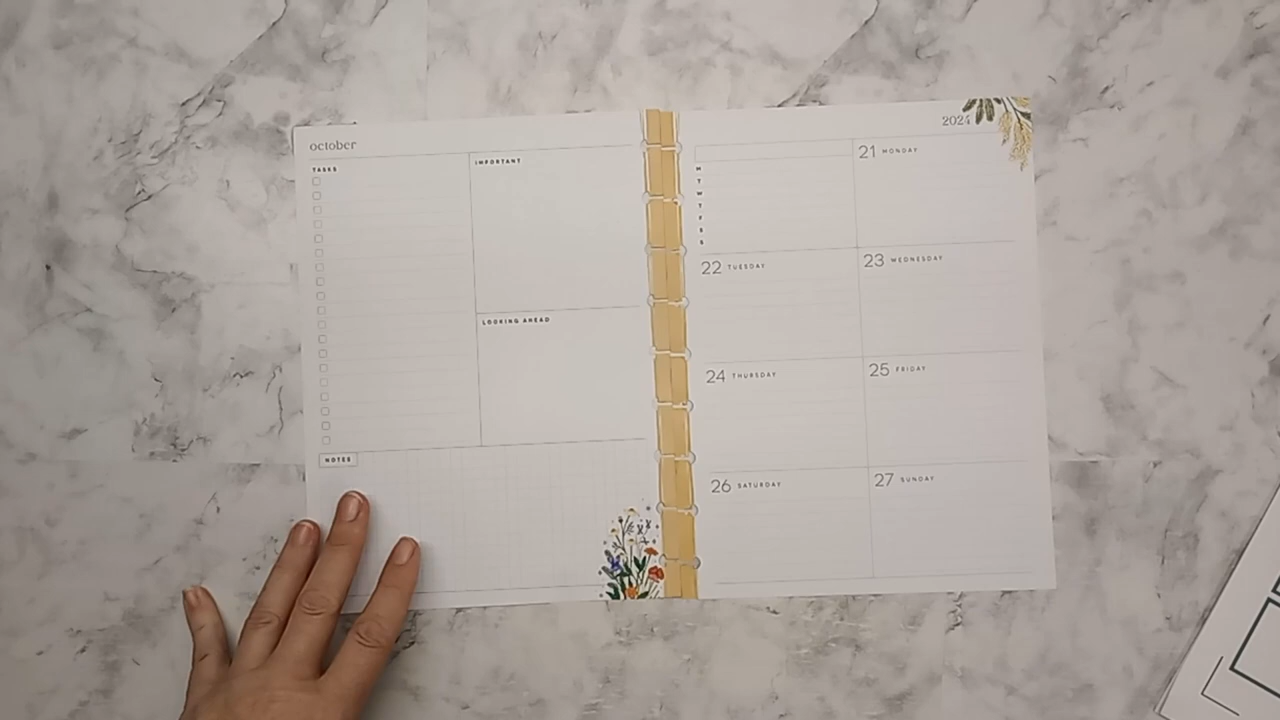 october
TASKS
IMPORTANT
LOOKING AHEAD
NOTES
2024
M
T
W
T
F
S
S
21 MONDAY
22 TUESDAY
23 WEDNESDAY
24 THURSDAY
25 FRIDAY
26 SATURDAY
27 SUNDAY